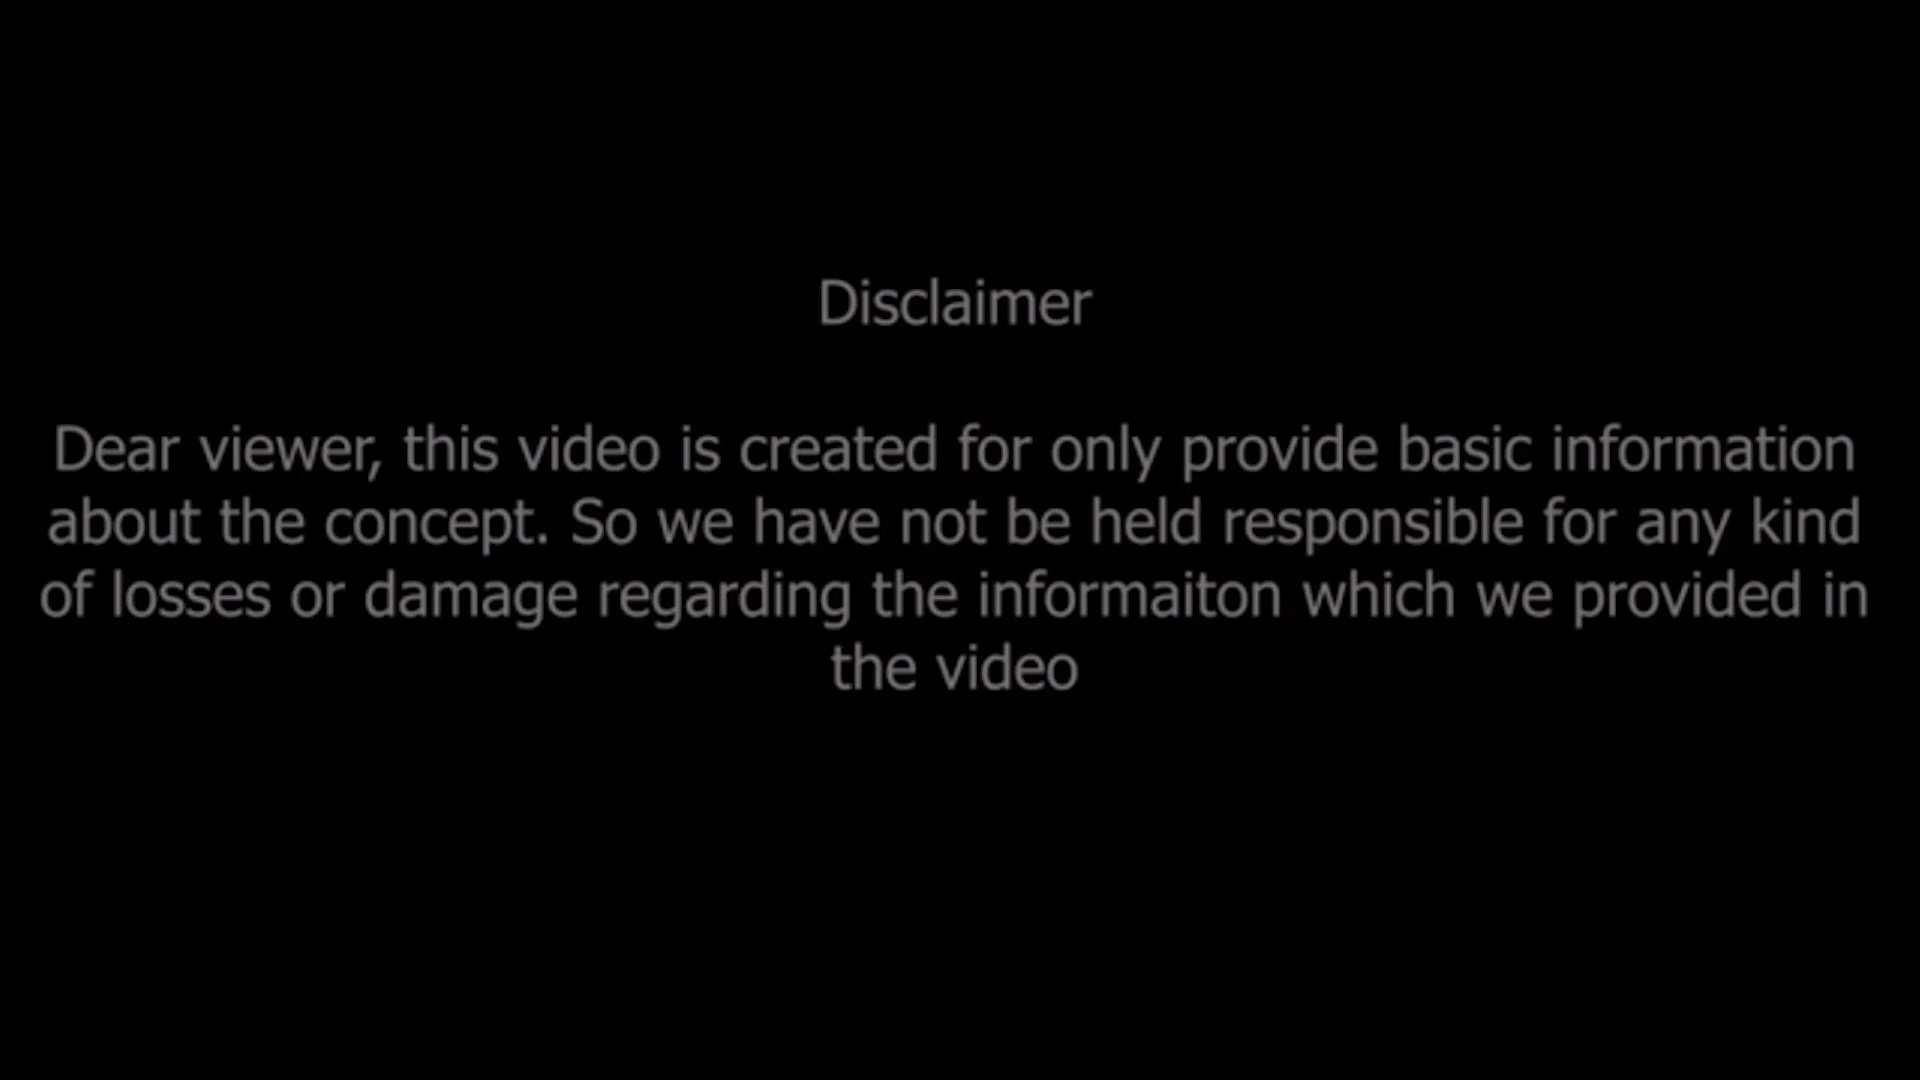 Disclaimer
Dear viewer, this video is created for only provide basic information
about the concept. So we have not be held responsible for any kind
of losses or damage regarding the informaiton which we provided in
the video